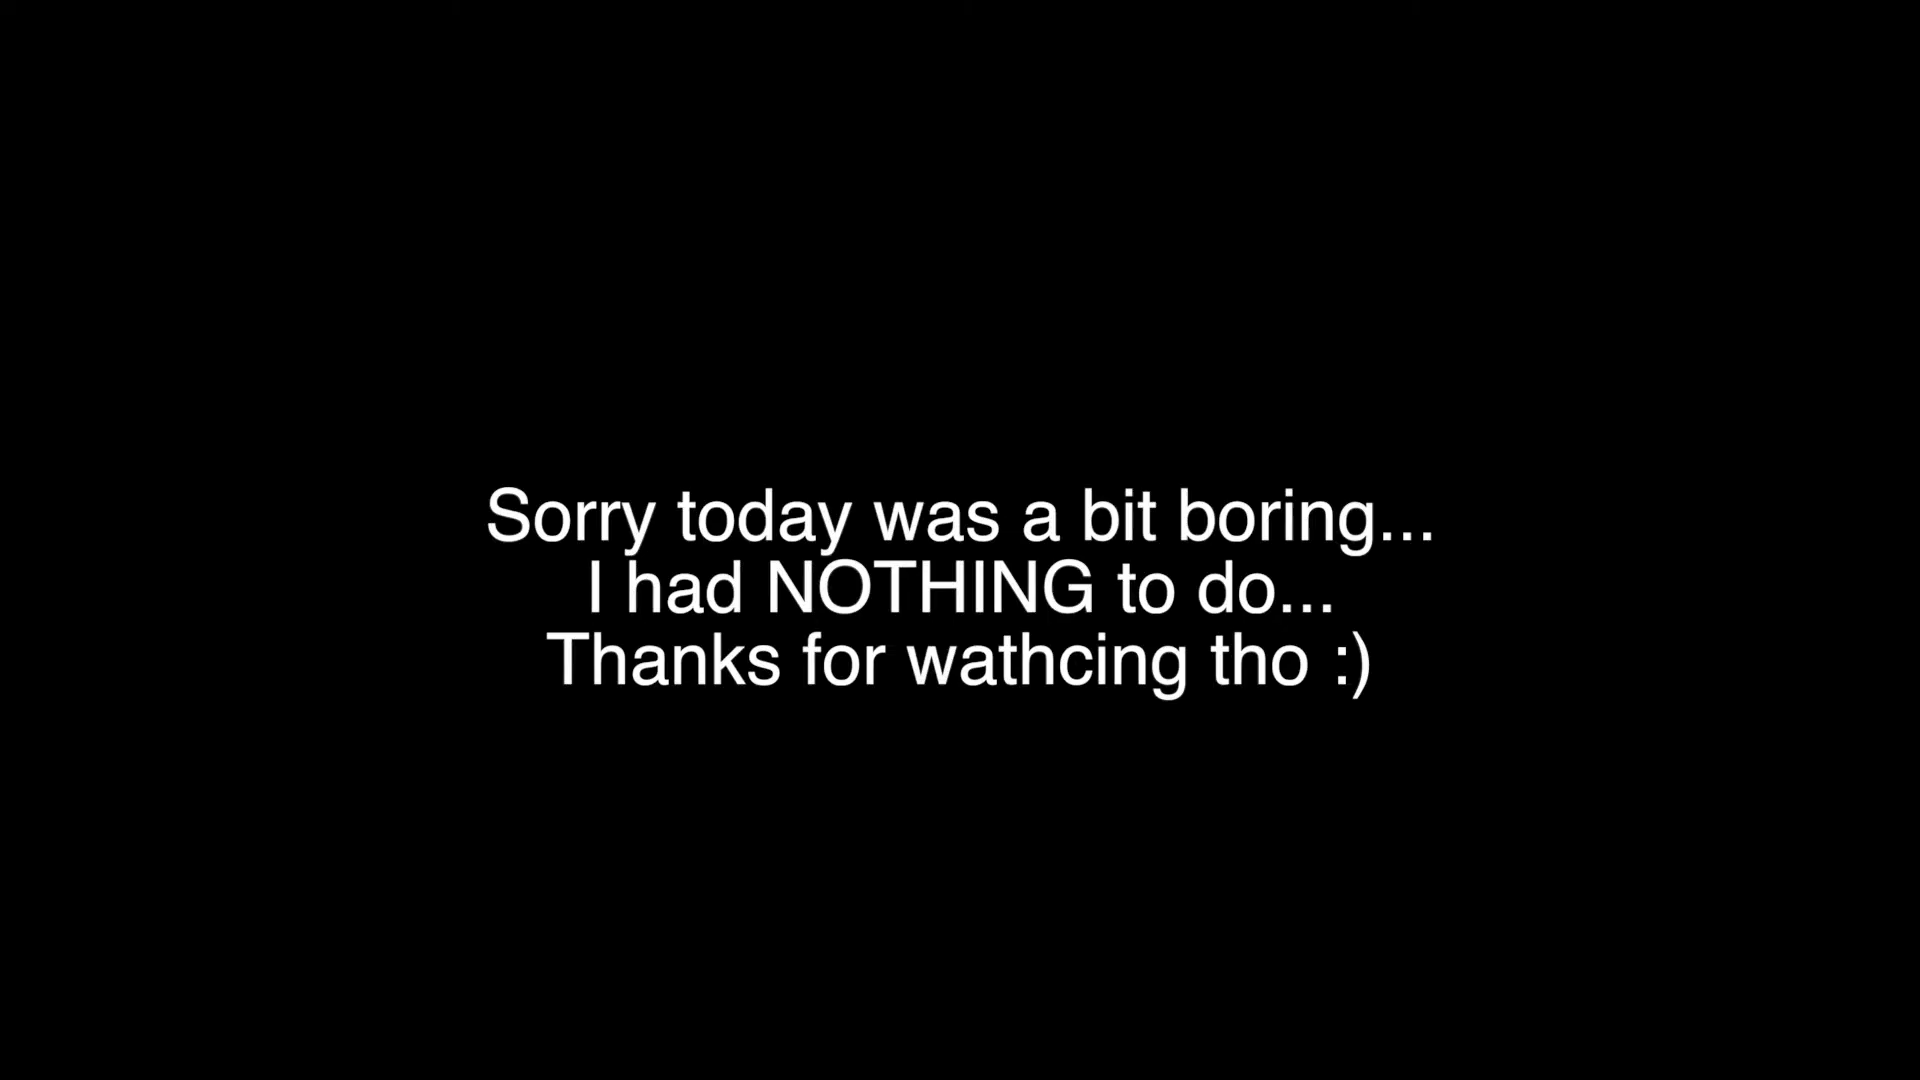 Sorry today was a bit boring...
I had NOTHING to do...
Thanks for wathcing tho :)